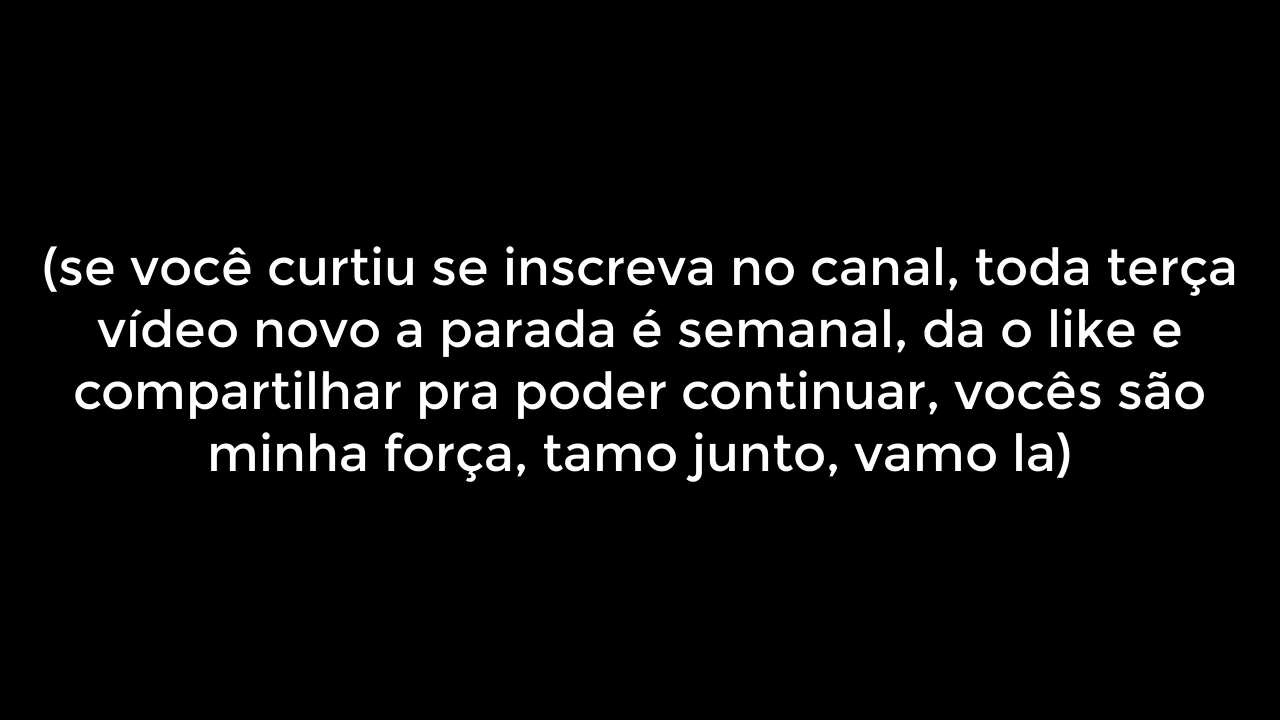 (se você curtiu se inscreva no canal, toda terça
vídeo novo a parada é semanal, da o like e
compartilhar pra poder continuar, vocês são
minha força, tamo junto, vamo la)